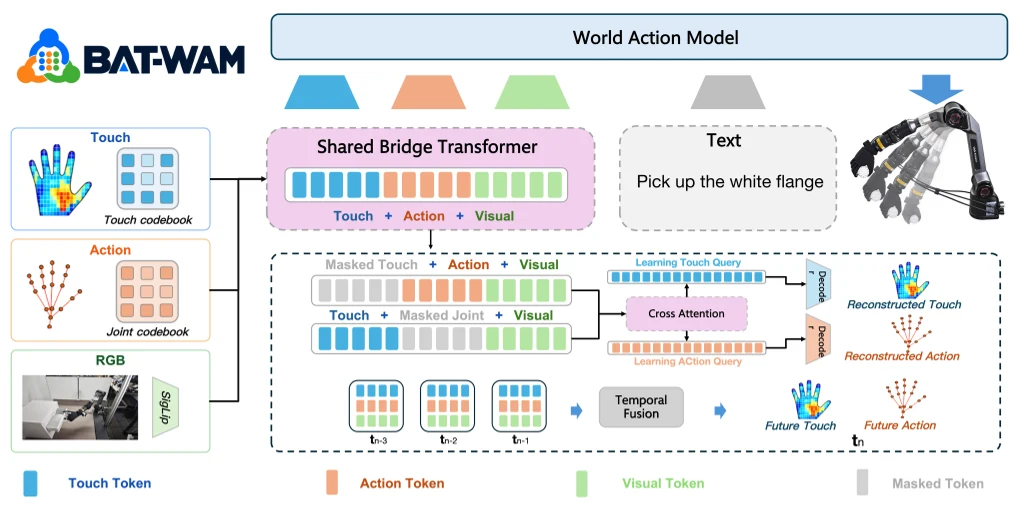 BAT-WAM
World Action Model
Touch
Touch codebook
Action
Joint codebook
RGB
SigLip
Shared Bridge Transformer
Touch + Action + Visual
Text
Pick up the white flange
Masked Touch + Action + Visual
Touch + Masked Joint + Visual
Learning Touch Query
Cross Attention
Learning ACtion Query
Decode
r
Decode
r
Reconstructed Touch
Reconstructed Action
tn-3
tn-2
tn-1
Temporal
Fusion
Future Touch
Future Action
tn
Touch Token
Action Token
Visual Token
Masked Token